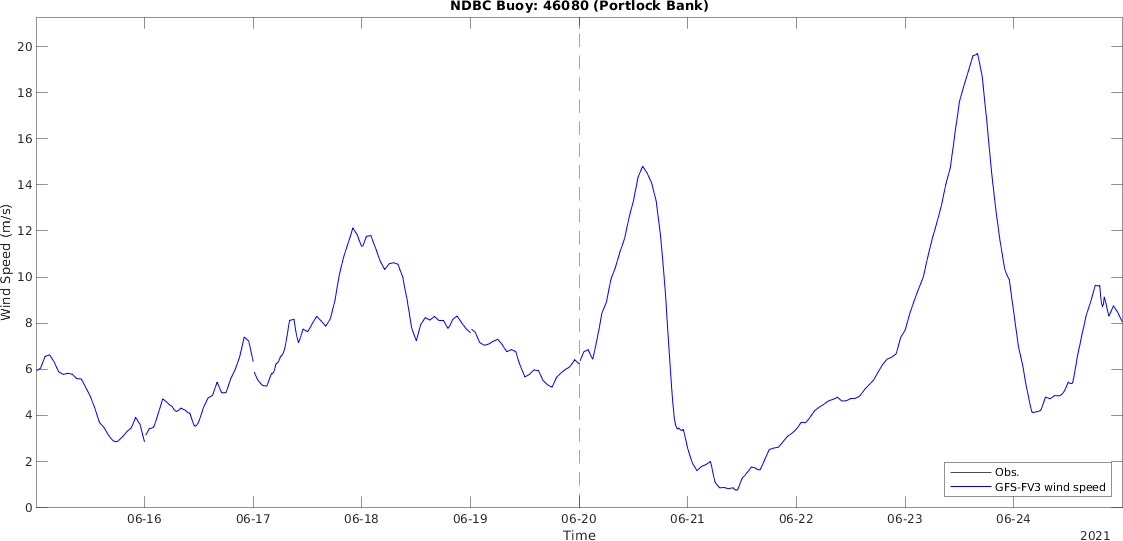 NDBC Buoy: 46080 (Portlock Bank)
Wind Speed (m/s)
20
18
16
14
12
10
8
6
4
2
0
Obs.
GFS-FV3 wind speed
06-16 06-17 06-18 06-19 06-20 06-21 06-22 06-23 06-24
Time
2021